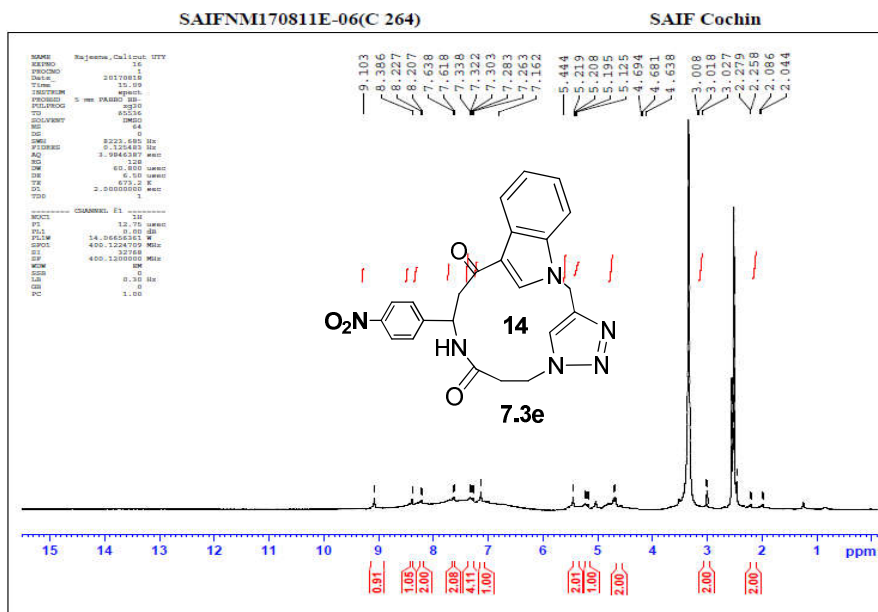 SAIFNM170811E-06(C 264) SAIF Cochin
NAME Rajeena,Calicut UTY
EXPNO 16
PROCNO 1
Date_ 20170818
Time 15.09
INSTRUM spect
PROBHD 5 mm PABBO BB-
PULPROG zg30
TD 65536
SOLVENT DMSO
NS 64
DS 0
SWH 8223.685 Hz
FIDRES 0.125483 Hz
AQ 3.9846387 sec
RG 128
DW 60.800 usec
DE 6.50 usec
TE 673.2 K
D1 2.00000000 sec
TD0 1
======== CHANNEL f1 ========
NUC1 1H
P1 12.75 usec
PL1 0.00 dB
PL1W 14.06656361 W
SFO1 400.1224709 MHz
SI 32768
SF 400.1200000 MHz
WDW EM
SSB 0
LB 0.30 Hz
GB 0
PC 1.00
9.103
8.386
8.227
8.207
7.638
7.618
7.338
7.322
7.303
7.283
7.263
7.162
5.444
5.219
5.208
5.195
5.125
4.694
4.681
4.638
3.008
3.018
3.027
2.279
2.258
2.086
2.044
O
N
O₂N
14
HN
N
N
N
O
7.3e
15 14 13 12 11 10 9 8 7 6 5 4 3 2 1 ppm
0.91
1.05
2.00
2.08
4.11
1.00
2.01
1.00
2.00
2.00
2.00